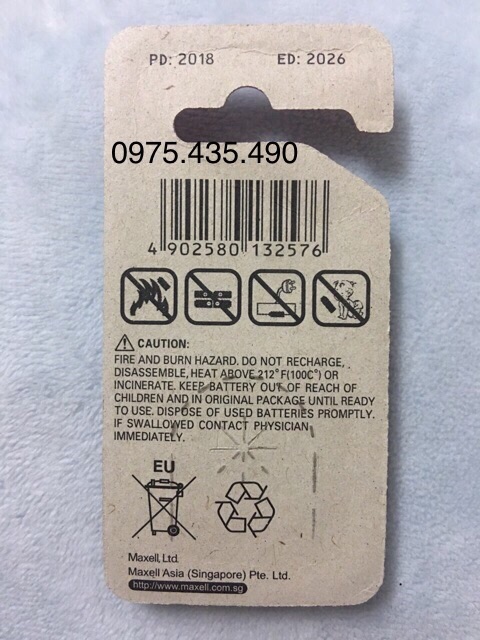 PD: 2018 ED: 2026
0975.435.490
4 902580 132576
CAUTION:
FIRE AND BURN HAZARD. DO NOT RECHARGE,
DISASSEMBLE, HEAT ABOVE 212°F(100C°) OR
INCINERATE. KEEP BATTERY OUT OF REACH OF
CHILDREN AND IN ORIGINAL PACKAGE UNTIL READY
TO USE. DISPOSE OF USED BATTERIES PROMPTLY.
IF SWALLOWED CONTACT PHYSICIAN
IMMEDIATELY.
EU
Maxell, Ltd.
Maxell Asia (Singapore) Pte. Ltd.
http://www.maxell.com.sg